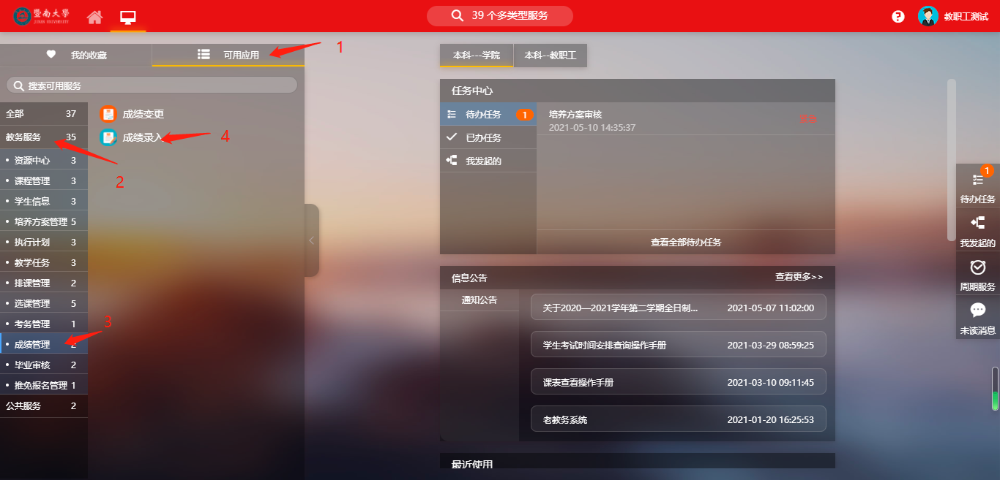 暨南大學
JINAN UNIVERSITY
39 个多类型服务
教职工测试
我的收藏
可用应用
1
搜索可用服务
全部 37
教务服务 35
2
资源中心 3
课程管理 3
学生信息 3
培养方案管理 5
执行计划 3
教学任务 3
排课管理 2
选课管理 5
考务管理 1
3
成绩管理 2
毕业审核 2
推免报名管理 1
公共服务 2
成绩变更
成绩录入
4
本科---学院
本科--教职工
任务中心
待办任务 1
已办任务
我发起的
培养方案审核
2021-05-10 14:35:37
查看全部待办任务
信息公告
查看更多>>
通知公告
关于2020—2021学年第二学期全日制... 2021-05-07 11:02:00
学生考试时间安排查询操作手册 2021-03-29 08:59:25
课表查看操作手册 2021-03-10 09:11:45
老教务系统 2021-01-20 16:25:53
最近使用
1
待办任务
我发起的
周期服务
未读消息